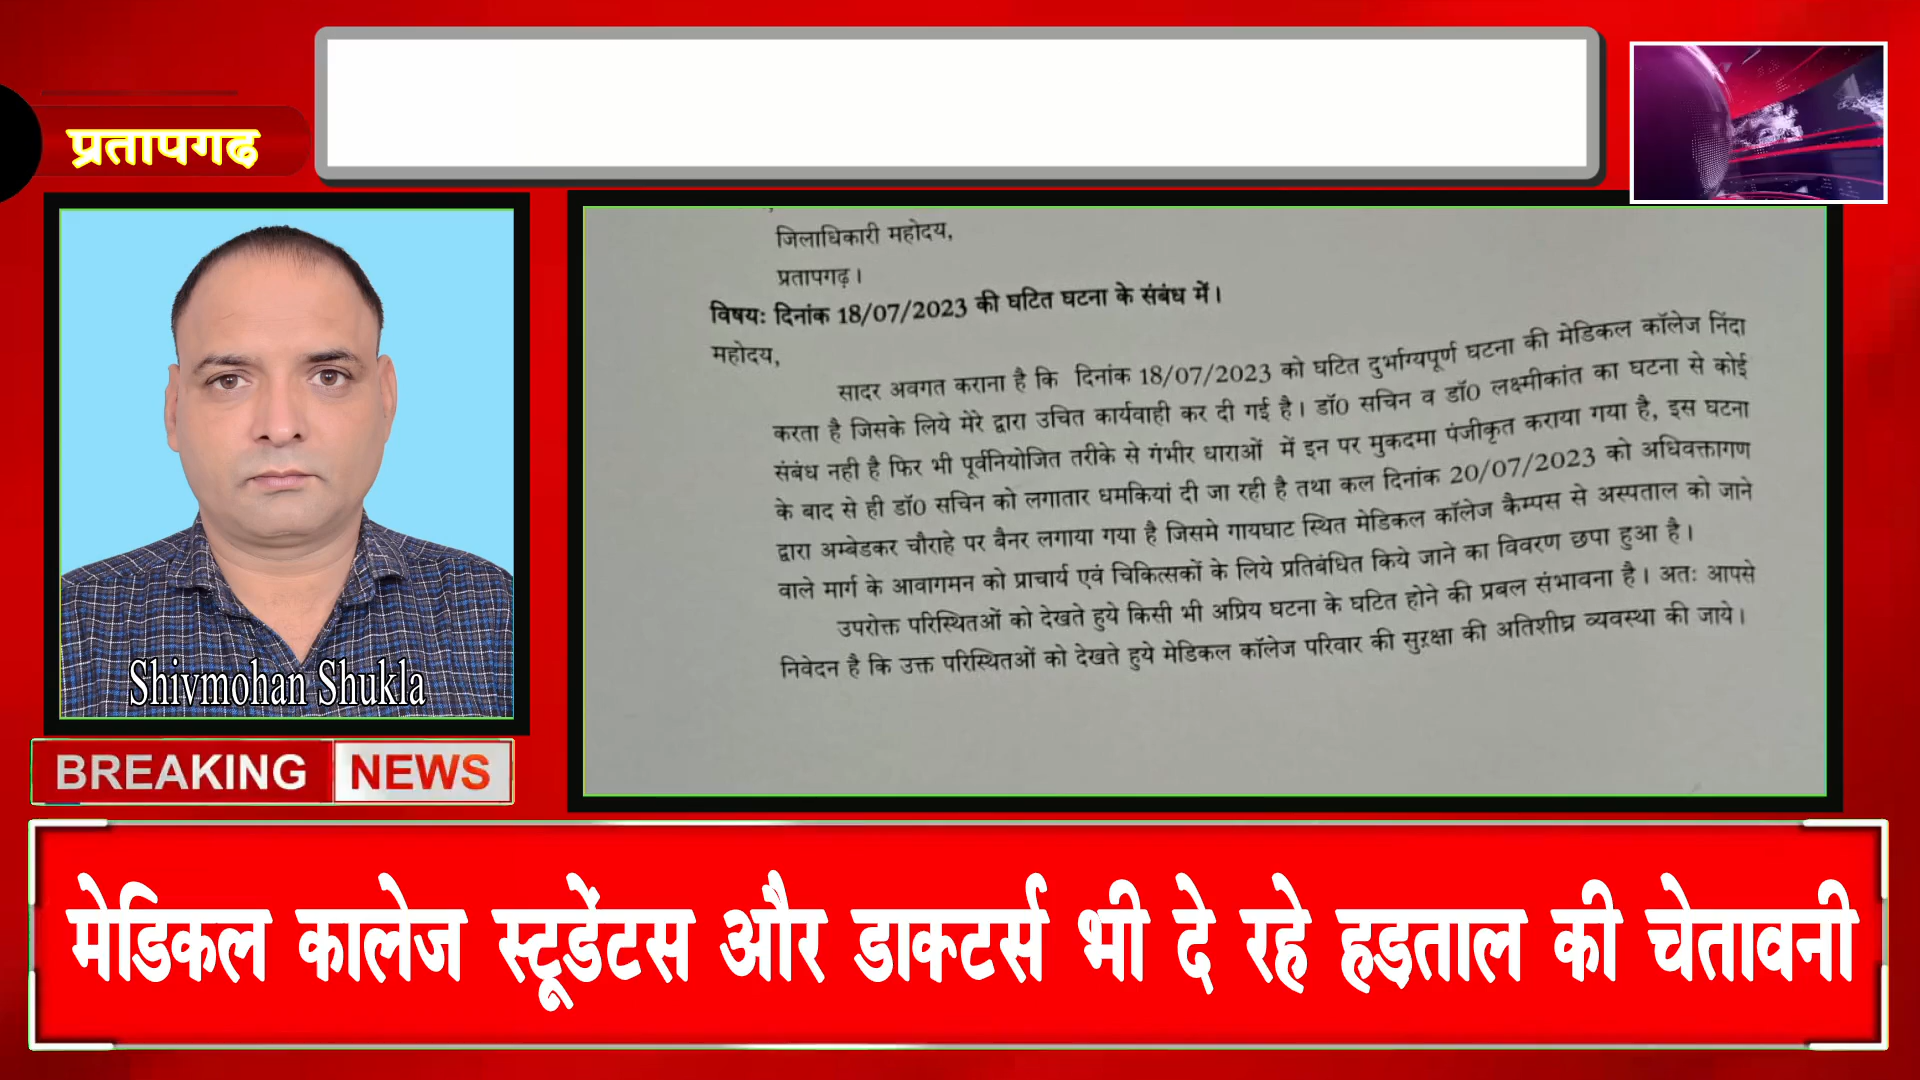 प्रतापगढ
जिलाधिकारी महोदय,
प्रतापगढ़।
विषयः दिनांक 18/07/2023 की घटित घटना के संबंध में।
महोदय,
सादर अवगत कराना है कि दिनांक 18/07/2023 को घटित दुर्भाग्यपूर्ण घटना की मेडिकल कॉलेज निंदा
करता है जिसके लिये मेरे द्वारा उचित कार्यवाही कर दी गई है। डॉ0 सचिन व डॉ0 लक्ष्मीकांत का घटना से कोई
संबंध नही है फिर भी पूर्वनियोजित तरीके से गंभीर धाराओं में इन पर मुकदमा पंजीकृत कराया गया है, इस घटना
के बाद से ही डॉ0 सचिन को लगातार धमकियां दी जा रही है तथा कल दिनांक 20/07/2023 को अधिवक्तागण
द्वारा अम्बेडकर चौराहे पर बैनर लगाया गया है जिसमे गायघाट स्थित मेडिकल कॉलेज कैम्पस से अस्पताल को जाने
वाले मार्ग के आवागमन को प्राचार्य एवं चिकित्सकों के लिये प्रतिबंधित किये जाने का विवरण छपा हुआ है।
उपरोक्त परिस्थितओं को देखते हुये किसी भी अप्रिय घटना के घटित होने की प्रबल संभावना है। अतः आपसे
निवेदन है कि उक्त परिस्थितओं को देखते हुये मेडिकल कॉलेज परिवार की सुरक्षा की अतिशीघ्र व्यवस्था की जाये।
Shivmohan Shukla
BREAKING NEWS
मेडिकल कालेज स्टूडेंटस और डाक्टर्स भी दे रहे हडताल की चेतावनी